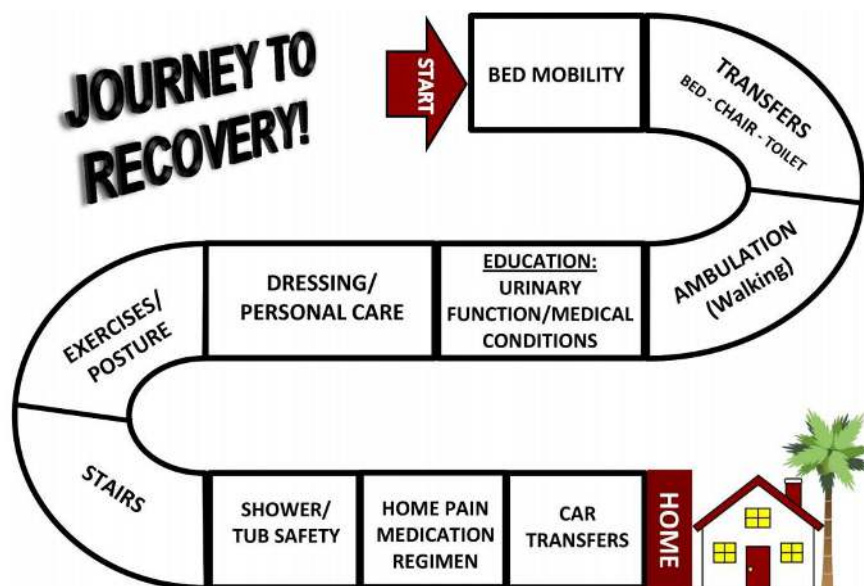 JOURNEY TO
RECOVERY!
START
BED MOBILITY
TRANSFERS
BED - CHAIR - TOILET
AMBULATION
(Walking)
EDUCATION:
URINARY
FUNCTION/MEDICAL
CONDITIONS
DRESSING/
PERSONAL CARE
EXERCISES/
POSTURE
STAIRS
SHOWER/
TUB SAFETY
HOME PAIN
MEDICATION
REGIMEN
CAR
TRANSFERS
HOME